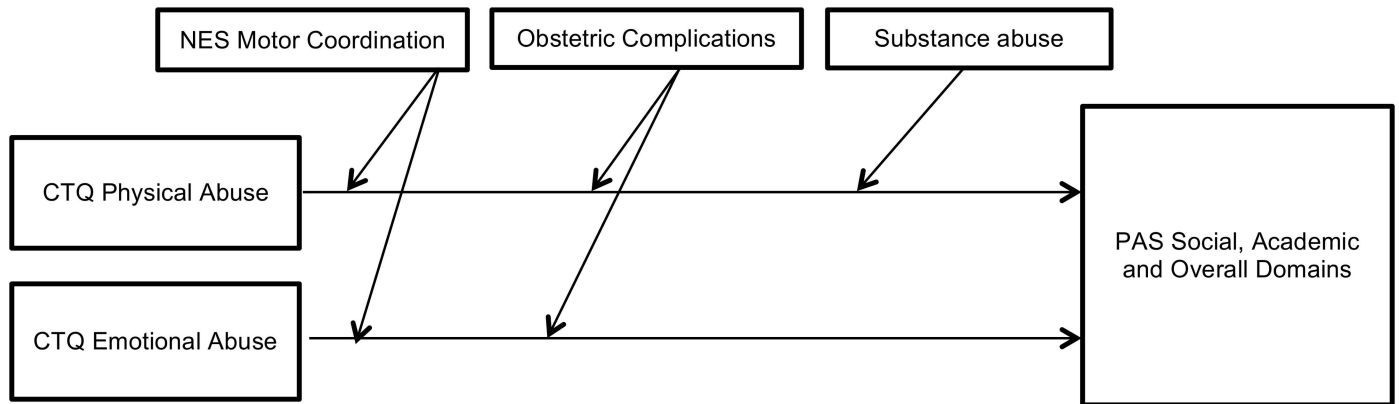 NES Motor Coordination
Obstetric Complications
Substance abuse
CTQ Physical Abuse
PAS Social, Academic
and Overall Domains
CTQ Emotional Abuse